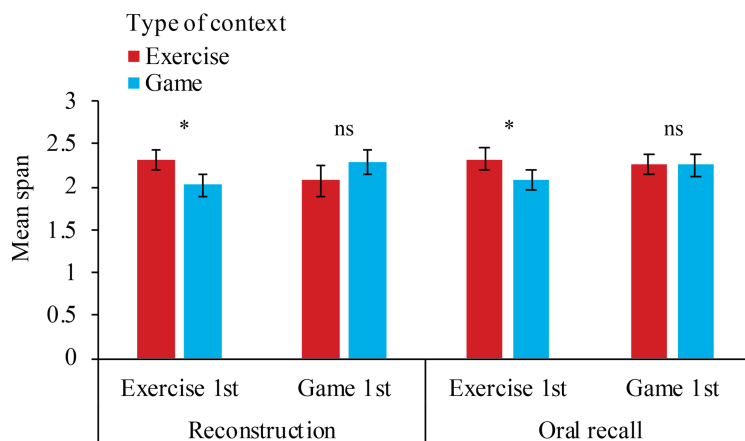 Type of context
Exercise
Game
3
2.5
2
1.5
1
0.5
0
Mean span
*
ns
*
ns
Exercise 1st
Game 1st
Exercise 1st
Game 1st
Reconstruction
Oral recall